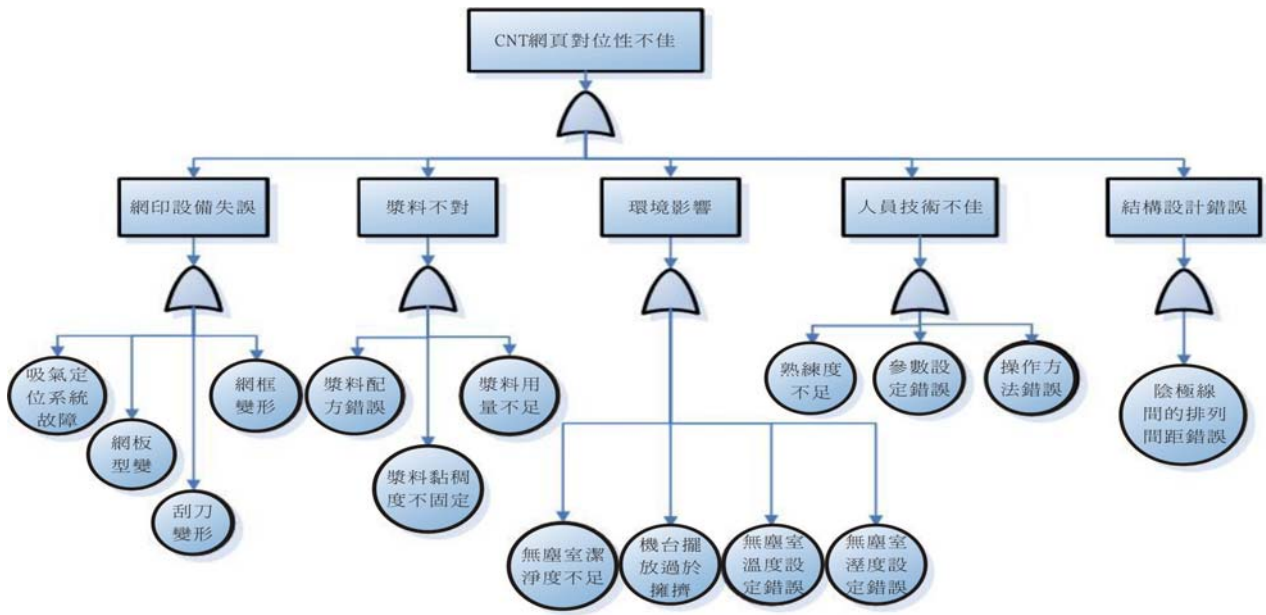 CNT網頁對位性不佳
網印設備失誤
漿料不對
環境影響
人員技術不佳
結構設計錯誤
吸氣定
位系統
故障
網板
型變
刮刀
變形
網框
變形
漿料配
方錯誤
漿料黏稠
度不固定
漿料用
量不足
無塵室潔
淨度不足
機台擺
放過於
擁擠
無塵室
溫度設
定錯誤
無塵室
溼度設
定錯誤
熟練度
不足
參數設
定錯誤
操作方
法錯誤
陰極線
間的排列
間距錯誤